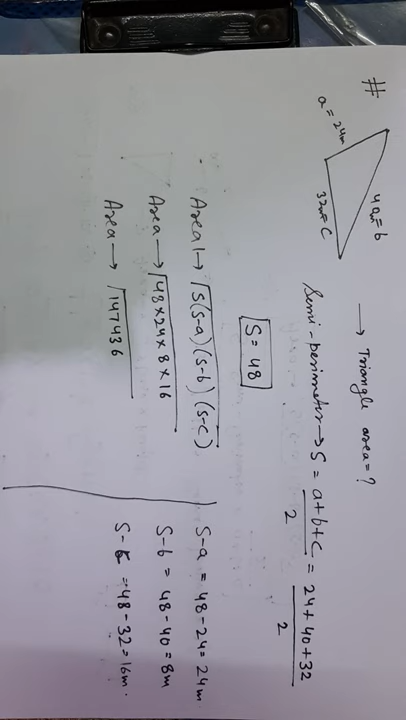 #
a = 24m
40m = b
32m = C
→ Triangle area = ?
Semi-perimeter → S = a+b+c/2 = 24+40+32/2
S = 48
Area → √S(s-a)(s-b)(s-c)
Area → √48×24×8×16
Area → √147436
S-a = 48-24 = 24m
S-b = 48-40 = 8m
S-c = 48-32 = 16m.